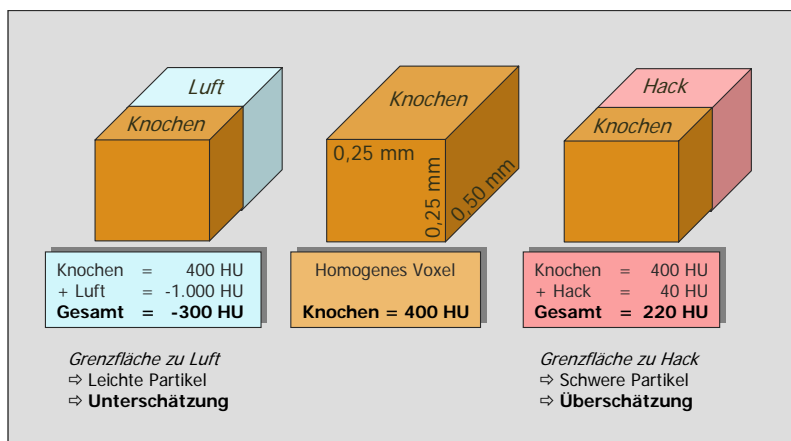 Luft
Knochen
Knochen
0,25 mm
0,25 mm
0,50 mm
Hack
Knochen
Knochen = 400 HU
+ Luft = -1.000 HU
Gesamt = -300 HU
Homogenes Voxel
Knochen = 400 HU
Knochen = 400 HU
+ Hack = 40 HU
Gesamt = 220 HU
Grenzfläche zu Luft
⇨ Leichte Partikel
⇨ Unterschätzung
Grenzfläche zu Hack
⇨ Schwere Partikel
⇨ Überschätzung